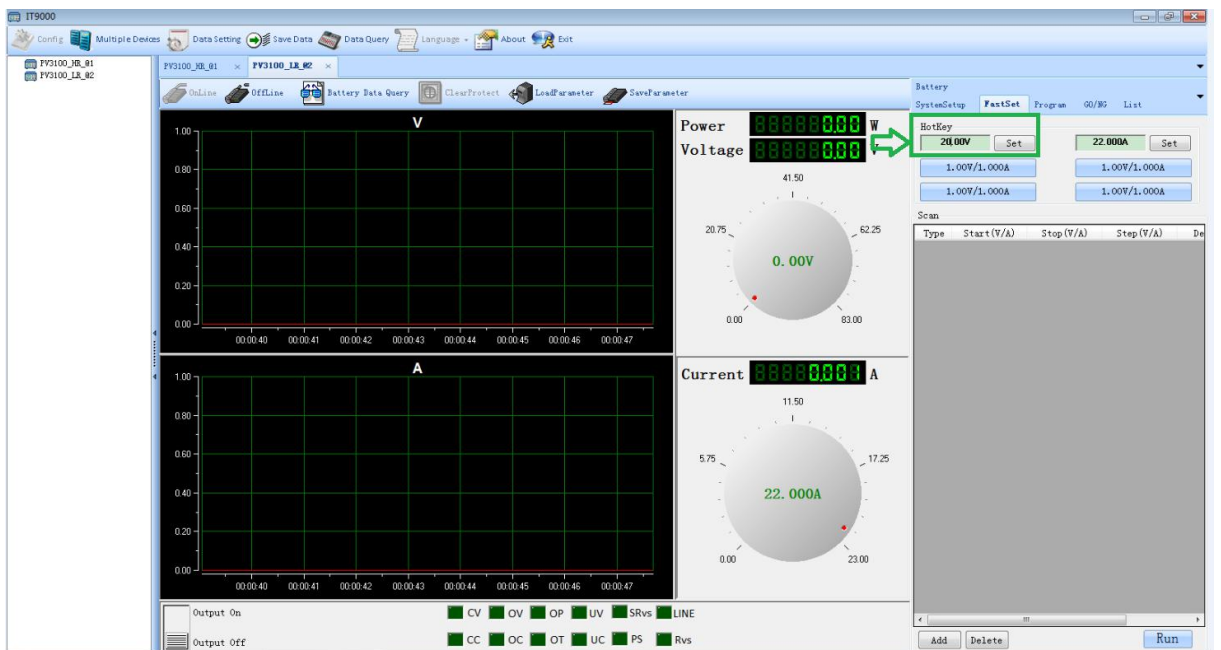 IT9000
Config Multiple Devices Data Setting Save Data Data Query Language About Exit
PV3100_HR_01
PV3100_LR_02
PV3100_HR_01 × PV3100_LR_02 ×
OnLine OffLine Battery Data Query ClearProtect LoadParameter SaveParameter
V
1.00
0.80
0.60
0.40
0.20
0.00
00:00:40 00:00:41 00:00:42 00:00:43 00:00:44 00:00:45 00:00:46 00:00:47
A
1.00
0.80
0.60
0.40
0.20
0.00
00:00:40 00:00:41 00:00:42 00:00:43 00:00:44 00:00:45 00:00:46 00:00:47
Power 0.00 W
Voltage 0.00 V
41.50
20.75 62.25
0.00V
0.00 83.00
Current 0.001 A
11.50
5.75 17.25
22.000A
0.00 23.00
Output On
Output Off
CV OV OP UV SRvs LINE
CC OC OT UC PS Rvs
Battery
SystemSetup FastSet Program GO/NG List
HotKey
20.00V Set 22.000A Set
1.00V/1.000A 1.00V/1.000A
1.00V/1.000A 1.00V/1.000A
Scan
Type Start(V/A) Stop(V/A) Step(V/A) De
Add Delete Run